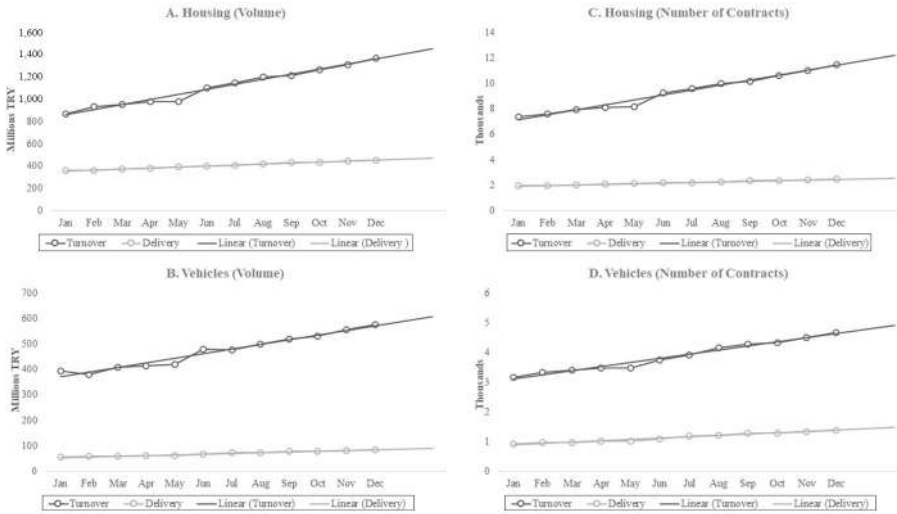 A. Housing (Volume)
Millions TRY
1,600
1,400
1,200
1,000
800
600
400
200
0
Jan Feb Mar Apr May Jun Jul Aug Sep Oct Nov Dec
Turnover Delivery Linear (Turnover) Linear (Delivery )
C. Housing (Number of Contracts)
Thousands
14
12
10
8
6
4
2
0
Jan Feb Mar Apr May Jun Jul Aug Sep Oct Nov Dec
Turnover Delivery Linear (Turnover) Linear (Delivery)
B. Vehicles (Volume)
Millions TRY
700
600
500
400
300
200
100
0
Jan Feb Mar Apr May Jun Jul Aug Sep Oct Nov Dec
Turnover Delivery Linear (Turnover) Linear (Delivery)
D. Vehicles (Number of Contracts)
Thousands
6
5
4
3
2
1
0
Jan Feb Mar Apr May Jun Jul Aug Sep Oct Nov Dec
Turnover Delivery Linear (Turnover) Linear (Delivery)